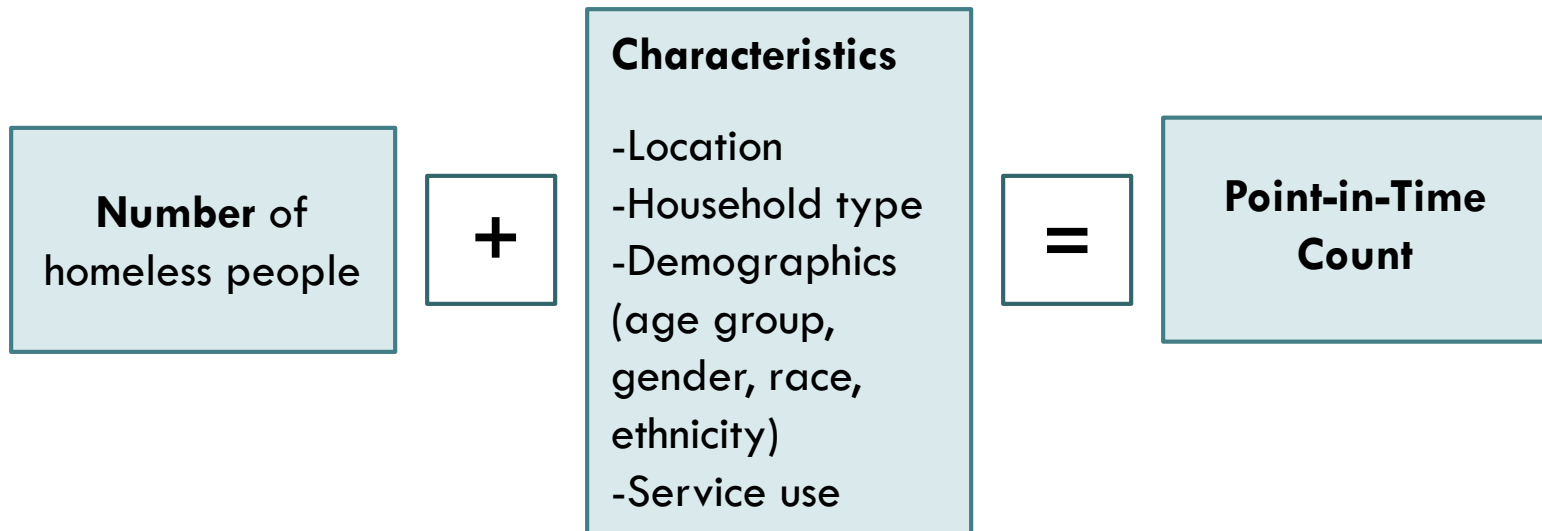 Number of
homeless people
+
Characteristics
-Location
-Household type
-Demographics
(age group,
gender, race,
ethnicity)
-Service use
=
Point-in-Time
Count